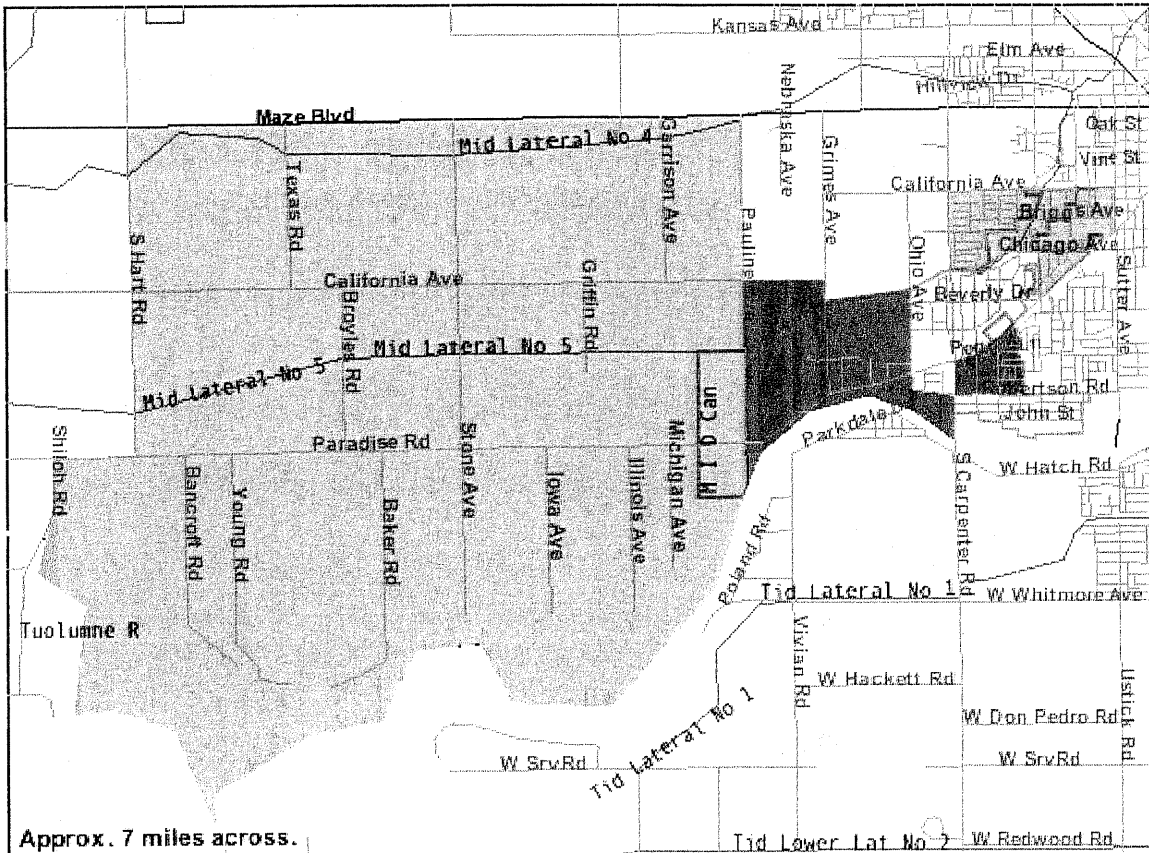 Kansas Ave
Elm Ave
Hillview Dr
Maze Blvd
Oak St
Mid Lateral No 4
Garrison Ave
Nebraska Ave
Grimes Ave
Vine St
California Ave
Texas Rd
Briggs Ave
Chicago Ave
Pauline
Ohio Ave
Sutter Ave
S Hart Rd
California Ave
Griffin Rd
Broyles Rd
Beverly Dr
Mid Lateral No 5
Mid Lateral No 5
Robertson Rd
John St
M I D Can
Parkdale
Paradise Rd
Shiloh Rd
Stone Ave
Michigan Ave
W Hatch Rd
Bancroft Rd
Young Rd
Baker Rd
Iowa Ave
Illinois Ave
S Carpenter Rd
Roland Rd
Tid Lateral No 1
W Whitmore Ave
Tuolumne R
Vivian Rd
W Hackett Rd
Ustick Rd
W Don Pedro Rd
Tid Lateral No 1
W Srv Rd
W Srv Rd
Approx. 7 miles across.
Tid Lower Lat No 2
W Redwood Rd